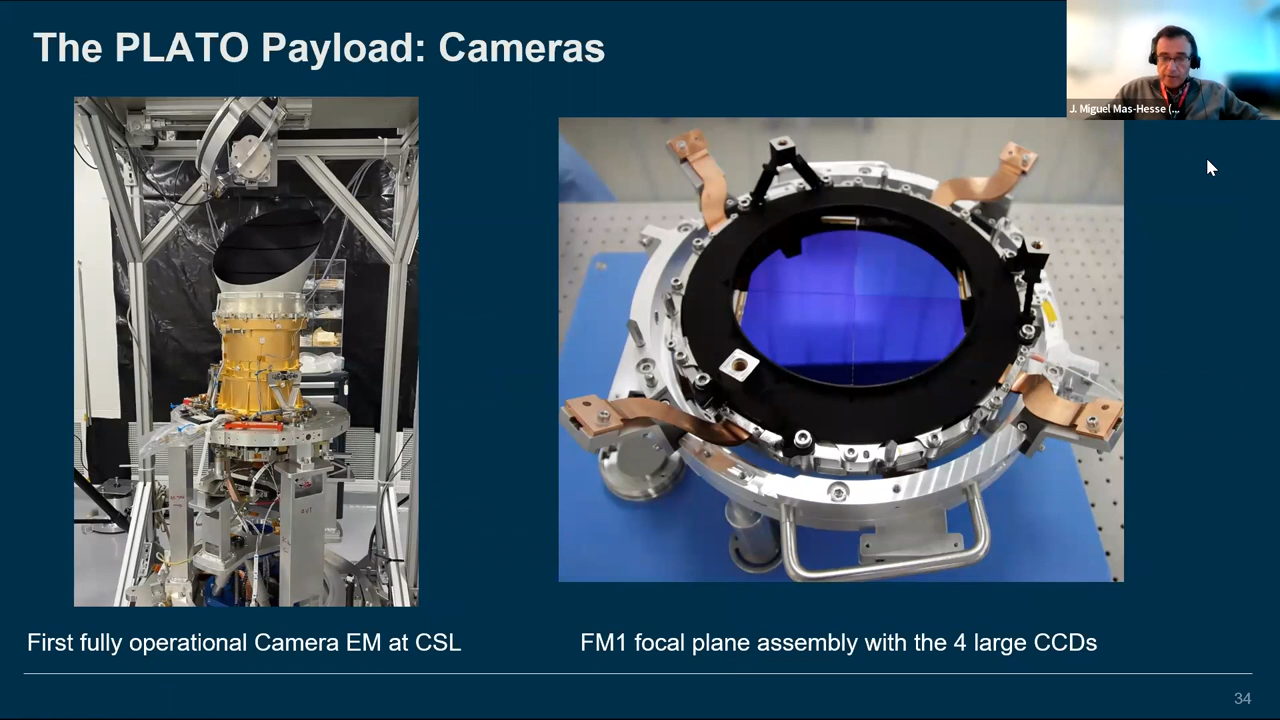 The PLATO Payload: Cameras
J. Miguel Mas-Hesse (...
First fully operational Camera EM at CSL
FM1 focal plane assembly with the 4 large CCDs
34